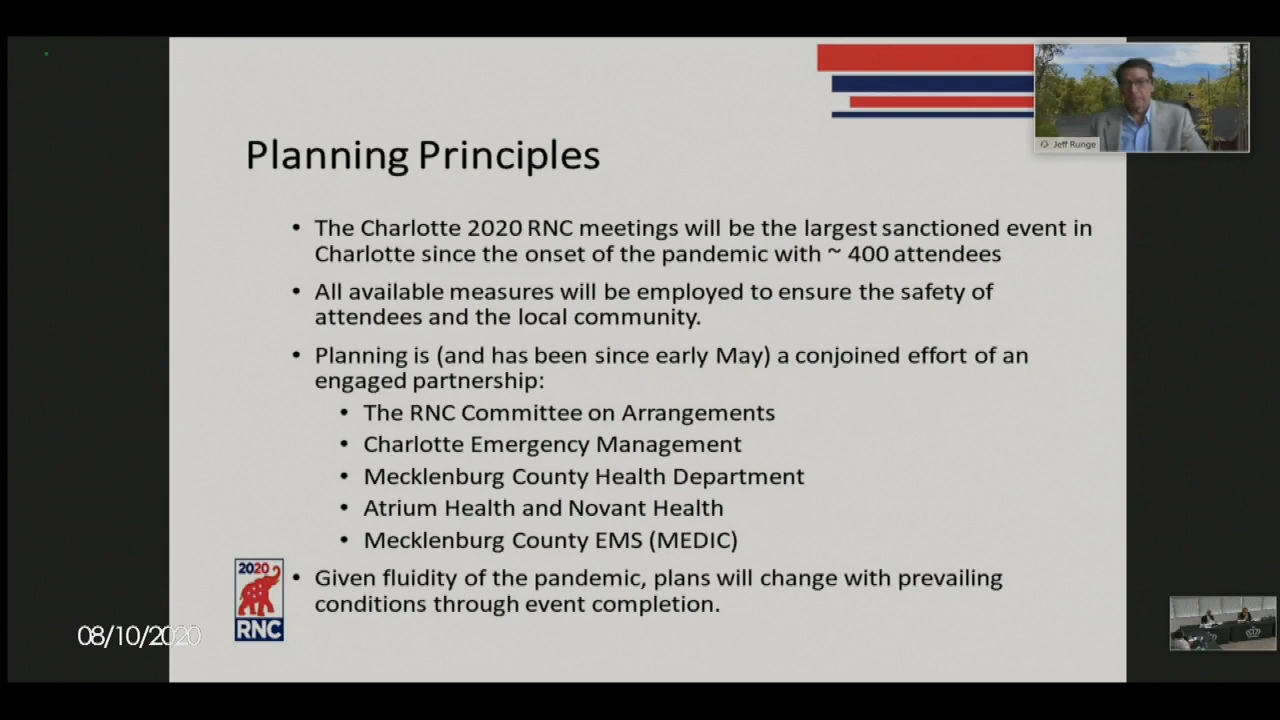 Jeff Runge
Planning Principles
• The Charlotte 2020 RNC meetings will be the largest sanctioned event in
Charlotte since the onset of the pandemic with ~ 400 attendees
• All available measures will be employed to ensure the safety of
attendees and the local community.
• Planning is (and has been since early May) a conjoined effort of an
engaged partnership:
• The RNC Committee on Arrangements
• Charlotte Emergency Management
• Mecklenburg County Health Department
• Atrium Health and Novant Health
• Mecklenburg County EMS (MEDIC)
• Given fluidity of the pandemic, plans will change with prevailing
conditions through event completion.
2020
RNC
08/10/2020